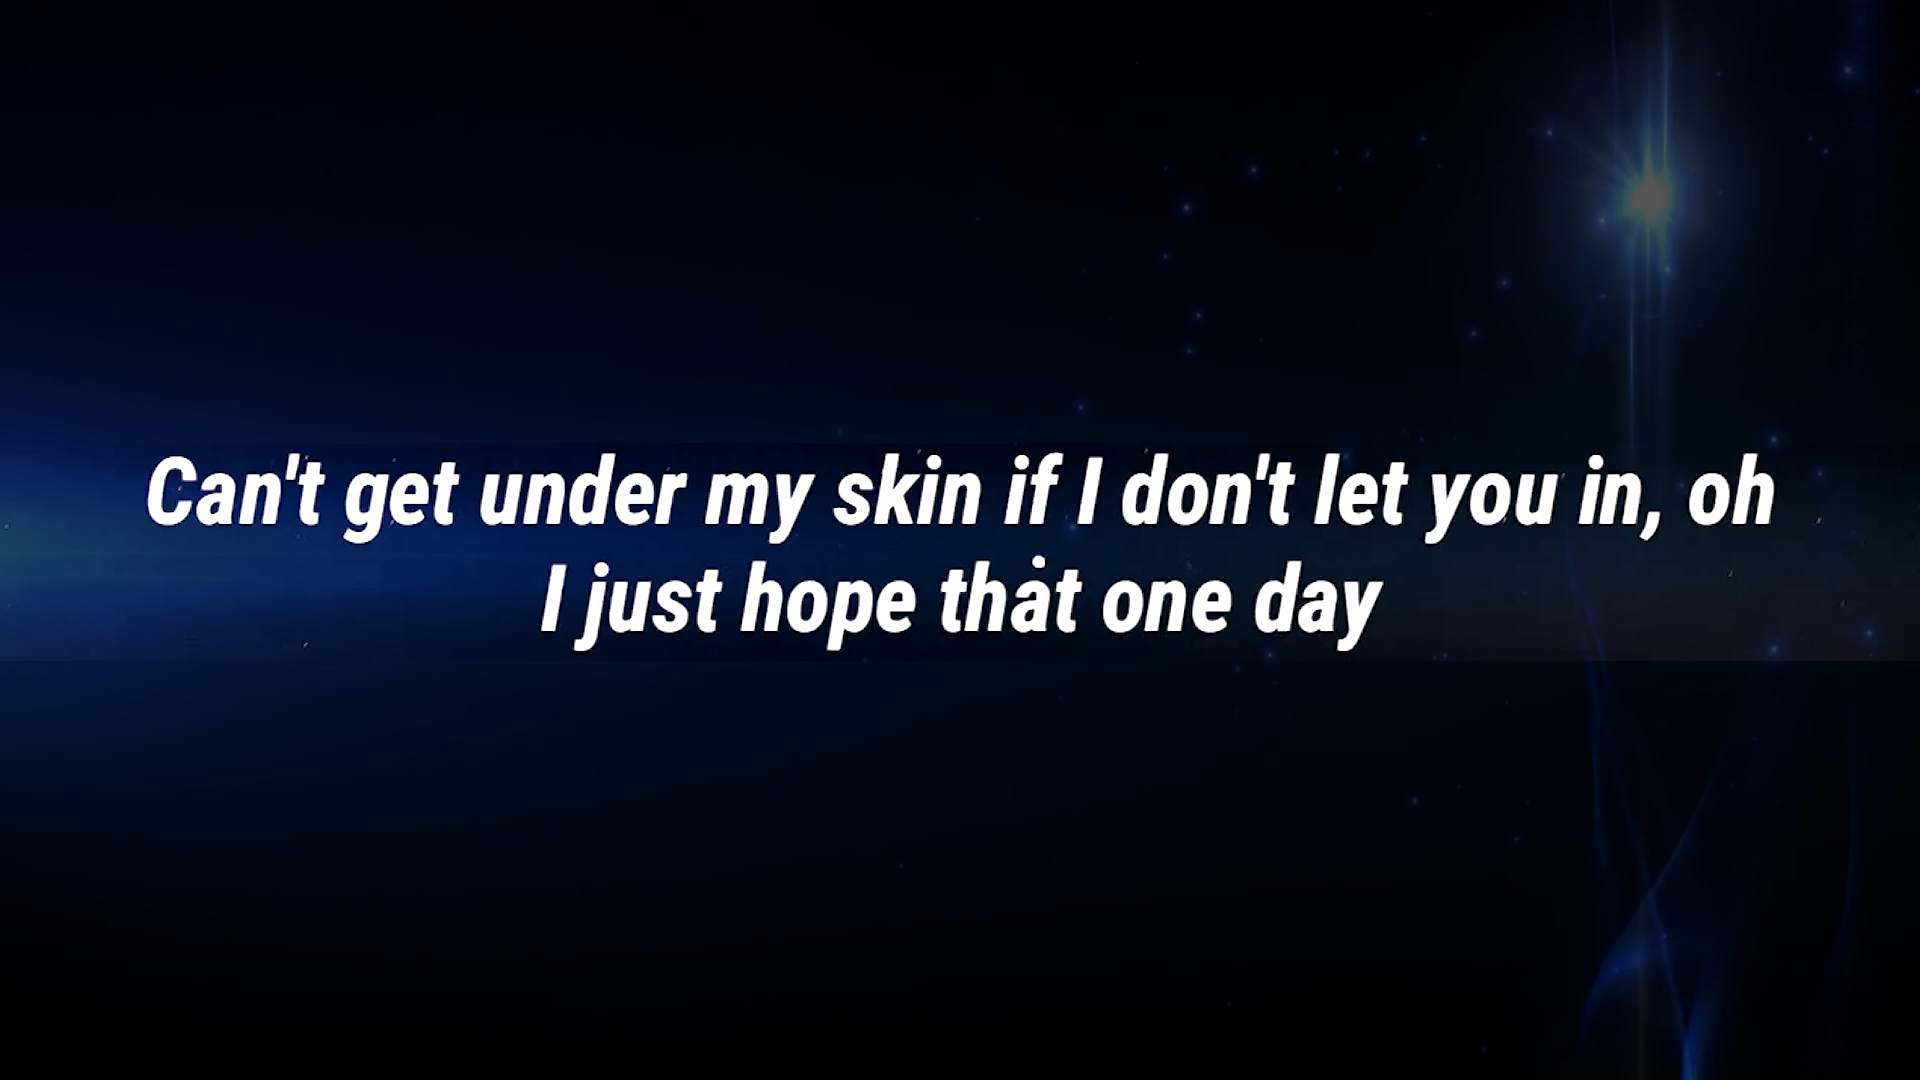 Can't get under my skin if I don't let you in, oh
I just hope that one day